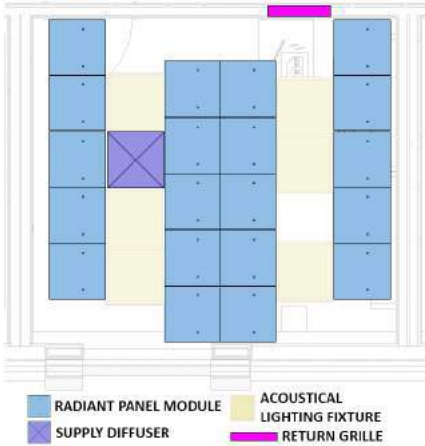 RADIANT PANEL MODULE
SUPPLY DIFFUSER
ACOUSTICAL
LIGHTING FIXTURE
RETURN GRILLE